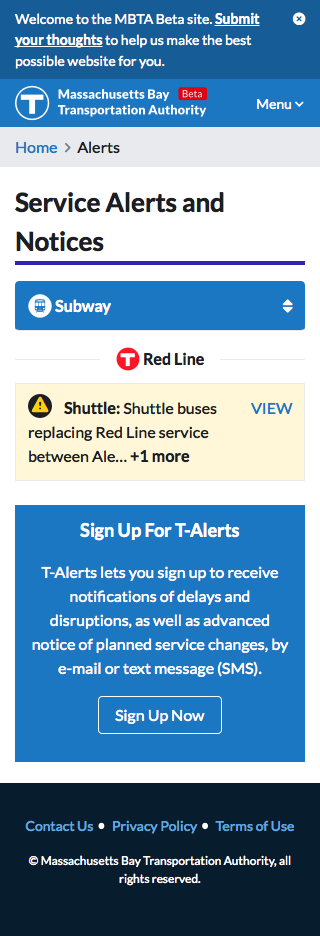 Welcome to the MBTA Beta site. Submit
your thoughts to help us make the best
possible website for you.
T
Massachusetts Bay Beta
Transportation Authority
Menu
Home > Alerts
Service Alerts and
Notices
Subway
T Red Line
Shuttle: Shuttle buses VIEW
replacing Red Line service
between Ale... +1 more
Sign Up For T-Alerts
T-Alerts lets you sign up to receive
notifications of delays and
disruptions, as well as advanced
notice of planned service changes, by
e-mail or text message (SMS).
Sign Up Now
Contact Us • Privacy Policy • Terms of Use
© Massachusetts Bay Transportation Authority, all
rights reserved.